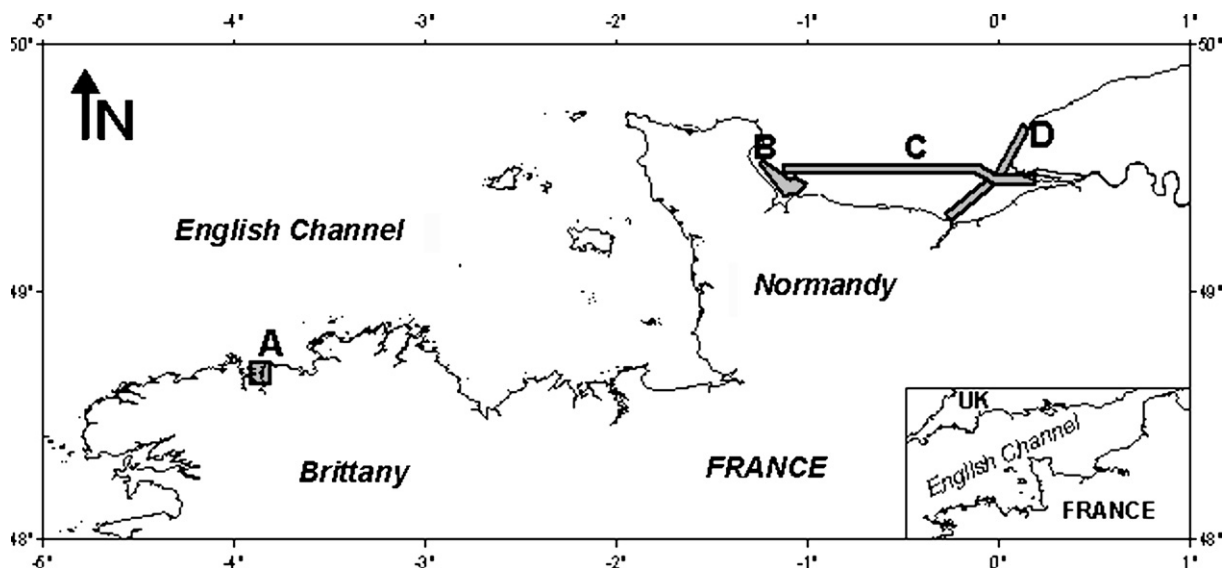 -6° -4° -3° -2° -1° 0° 1°
50° 50°
N
D
B C
English Channel
Normandy
49° 49°
A
UK
English Channel
Brittany FRANCE
FRANCE
48° 48°
-6° -4° -3° -2° -1° 0° 1°